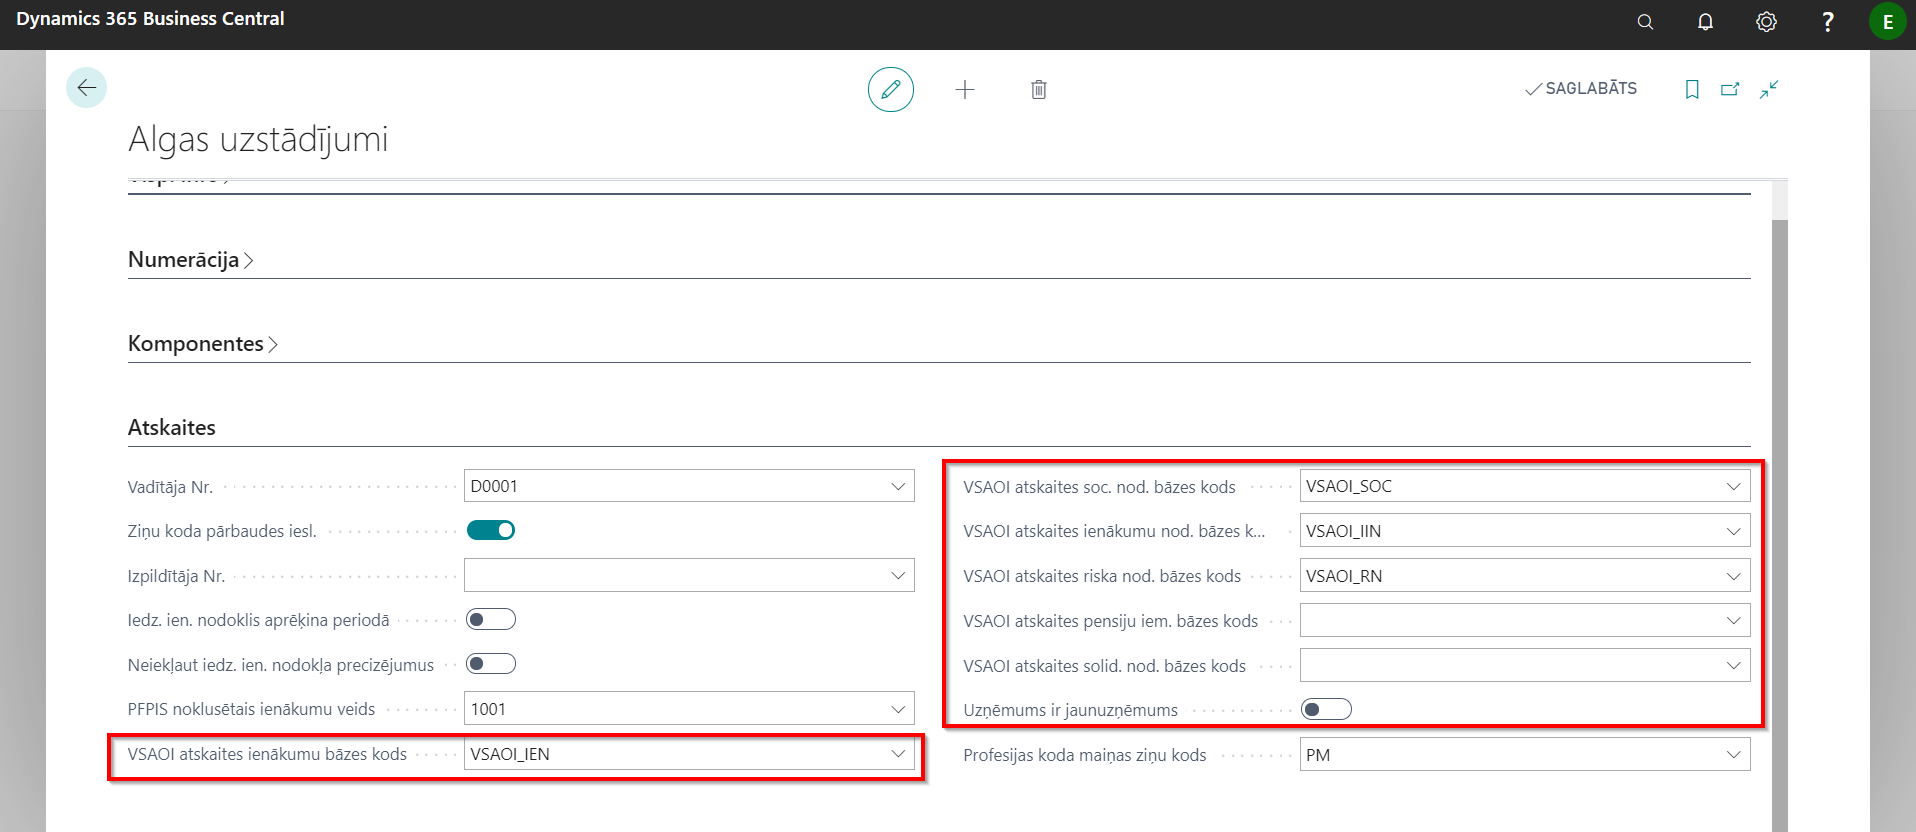 Dynamics 365 Business Central
?
E
SAGLABĀTS
Algas uzstādījumi
Numerācija
Komponentes
Atskaites
Vadītāja Nr.
D0001
Ziņu koda pārbaudes iesl.
Izpildītāja Nr.
Iedz. ien. nodoklis aprēķina periodā
Neiekļaut iedz. ien. nodokļa precizējumus
PFPIS noklusētais ienākumu veids
1001
VSAOI atskaites ienākumu bāzes kods
VSAOI_IEN
VSAOI atskaites soc. nod. bāzes kods
VSAOI_SOC
VSAOI atskaites ienākumu nod. bāzes k...
VSAOI_IIN
VSAOI atskaites riska nod. bāzes kods
VSAOI_RN
VSAOI atskaites pensiju iem. bāzes kods
VSAOI atskaites solid. nod. bāzes kods
Uzņēmums ir jaunuzņēmums
Profesijas koda maiņas ziņu kods
PM